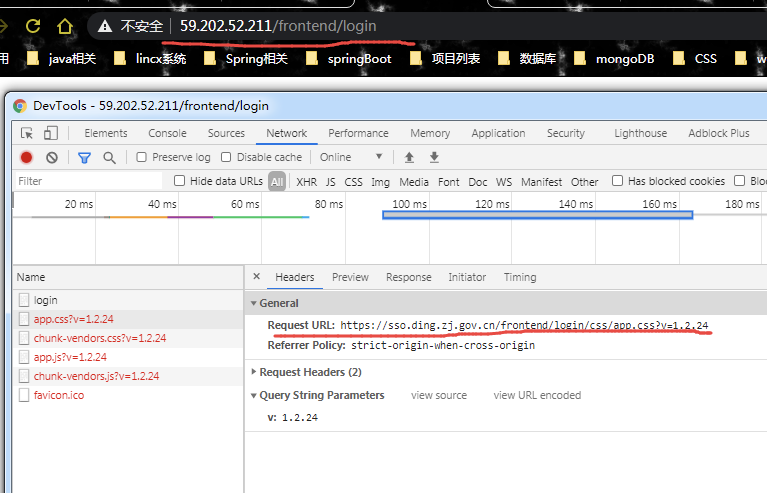 不安全 59.202.52.211/frontend/login
用 java相关 lincx系统 Spring相关 springBoot 项目列表 数据库 mongoDB CSS w
DevTools - 59.202.52.211/frontend/login
Elements Console Sources Network Performance Memory Application Security Lighthouse Adblock Plus
Preserve log Disable cache Online
Filter Hide data URLs All XHR JS CSS Img Media Font Doc WS Manifest Other Has blocked cookies Blo
20 ms 40 ms 60 ms 80 ms 100 ms 120 ms 140 ms 160 ms 180 ms
Name Headers Preview Response Initiator Timing
login
app.css?v=1.2.24
chunk-vendors.css?v=1.2.24
app.js?v=1.2.24
chunk-vendors.js?v=1.2.24
favicon.ico
General
Request URL: https://sso.ding.zj.gov.cn/frontend/login/css/app.css?v=1.2.24
Referrer Policy: strict-origin-when-cross-origin
Request Headers (2)
Query String Parameters view source view URL encoded
v: 1.2.24